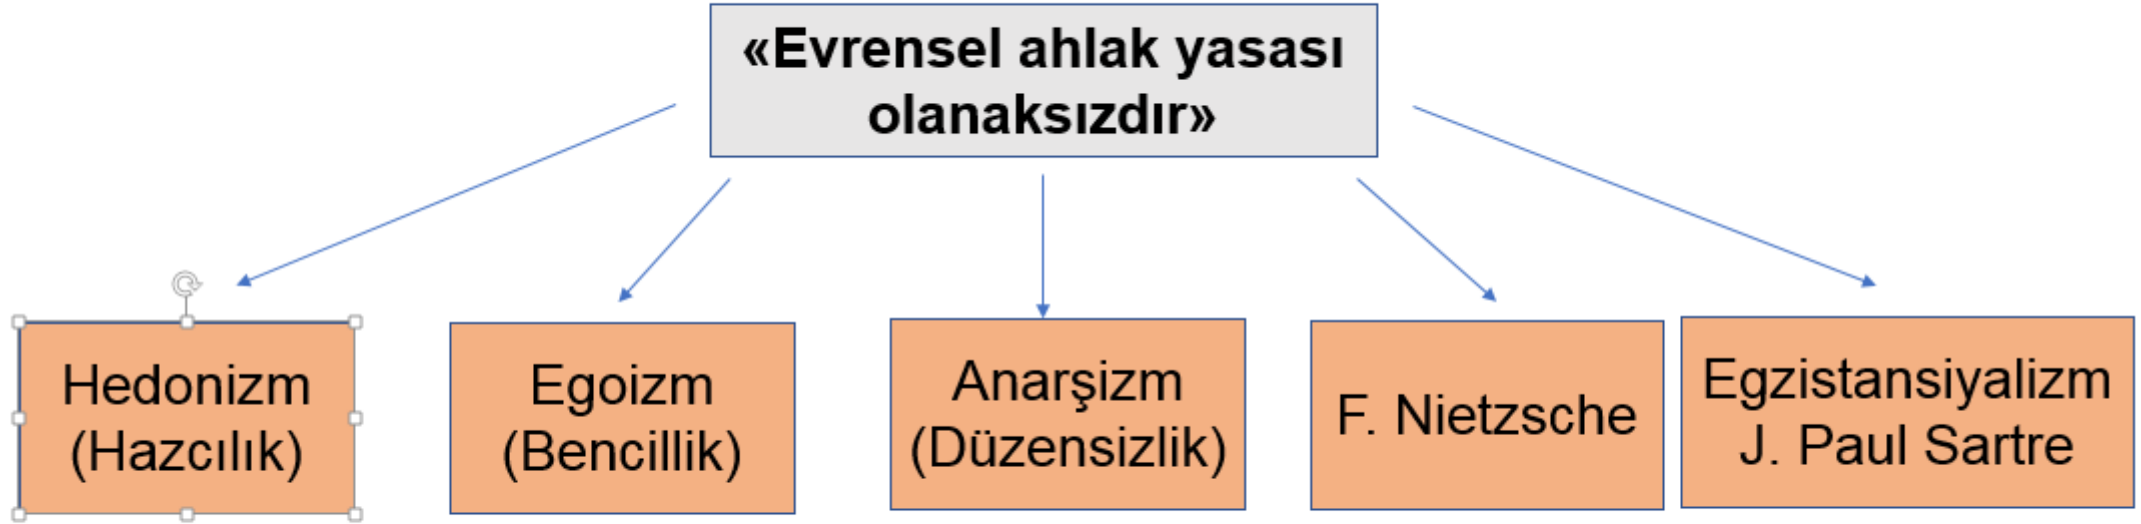 «Evrensel ahlak yasası
olanaksızdır»
Hedonizm
(Hazcılık)
Egoizm
(Bencillik)
Anarşizm
(Düzensizlik)
F. Nietzsche
Egzistansiyalizm
J. Paul Sartre